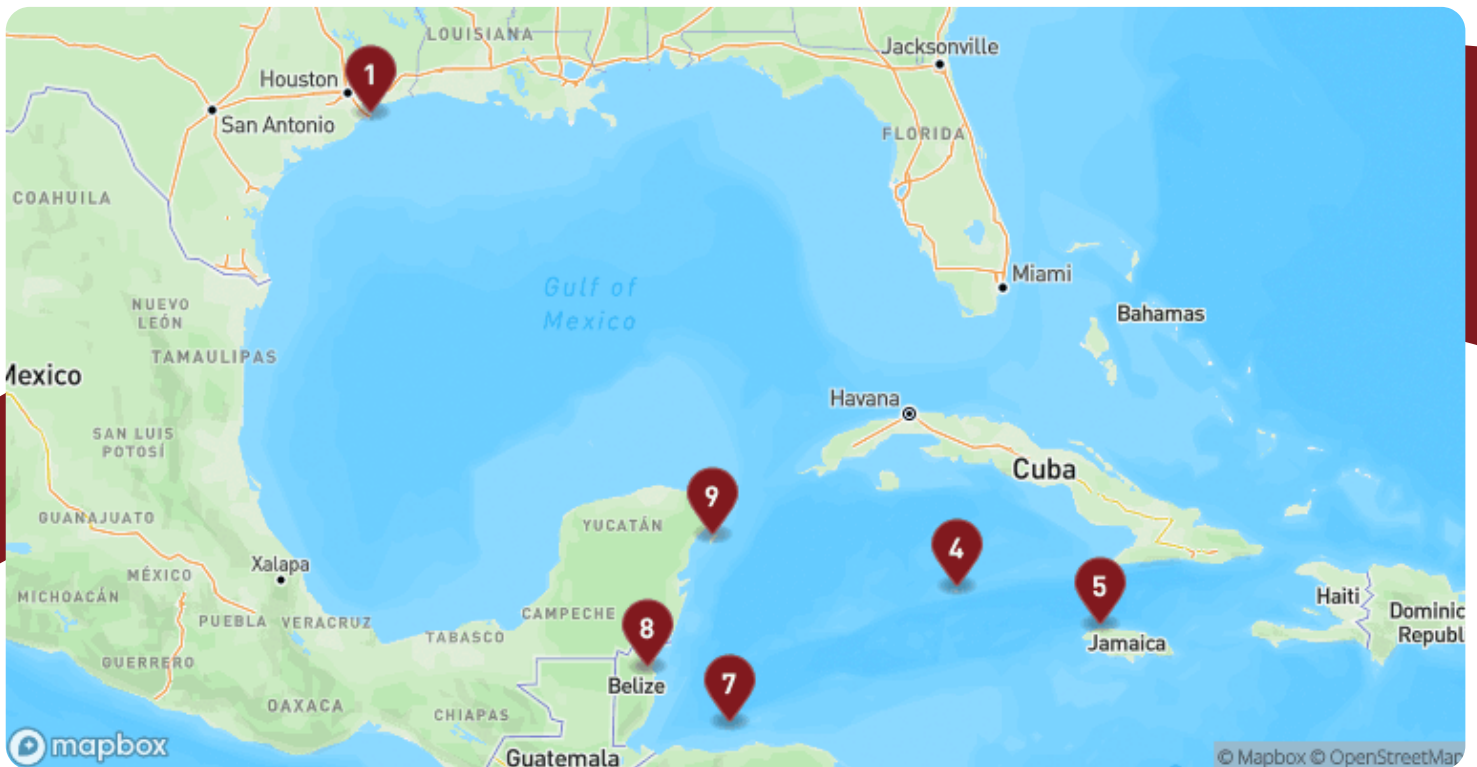 LOUISIANA
Jacksonville
Houston
1
San Antonio
FLORIDA
COAHUILA
Gulf of
Mexico
Miami
NUEVO
LEÓN
Bahamas
TAMAULIPAS
Mexico
Havana
SAN LUIS
POTOSÍ
Cuba
9
GUANAJUATO
YUCATÁN
4
Xalapa
MÉXICO
5
MICHOACÁN
Haiti
Dominic
Republ
PUEBLA
VERACRUZ
CAMPECHE
8
TABASCO
Jamaica
GUERRERO
Belize
7
OAXACA
CHIAPAS
mapbox
Guatemala
© Mapbox © OpenStreetMap